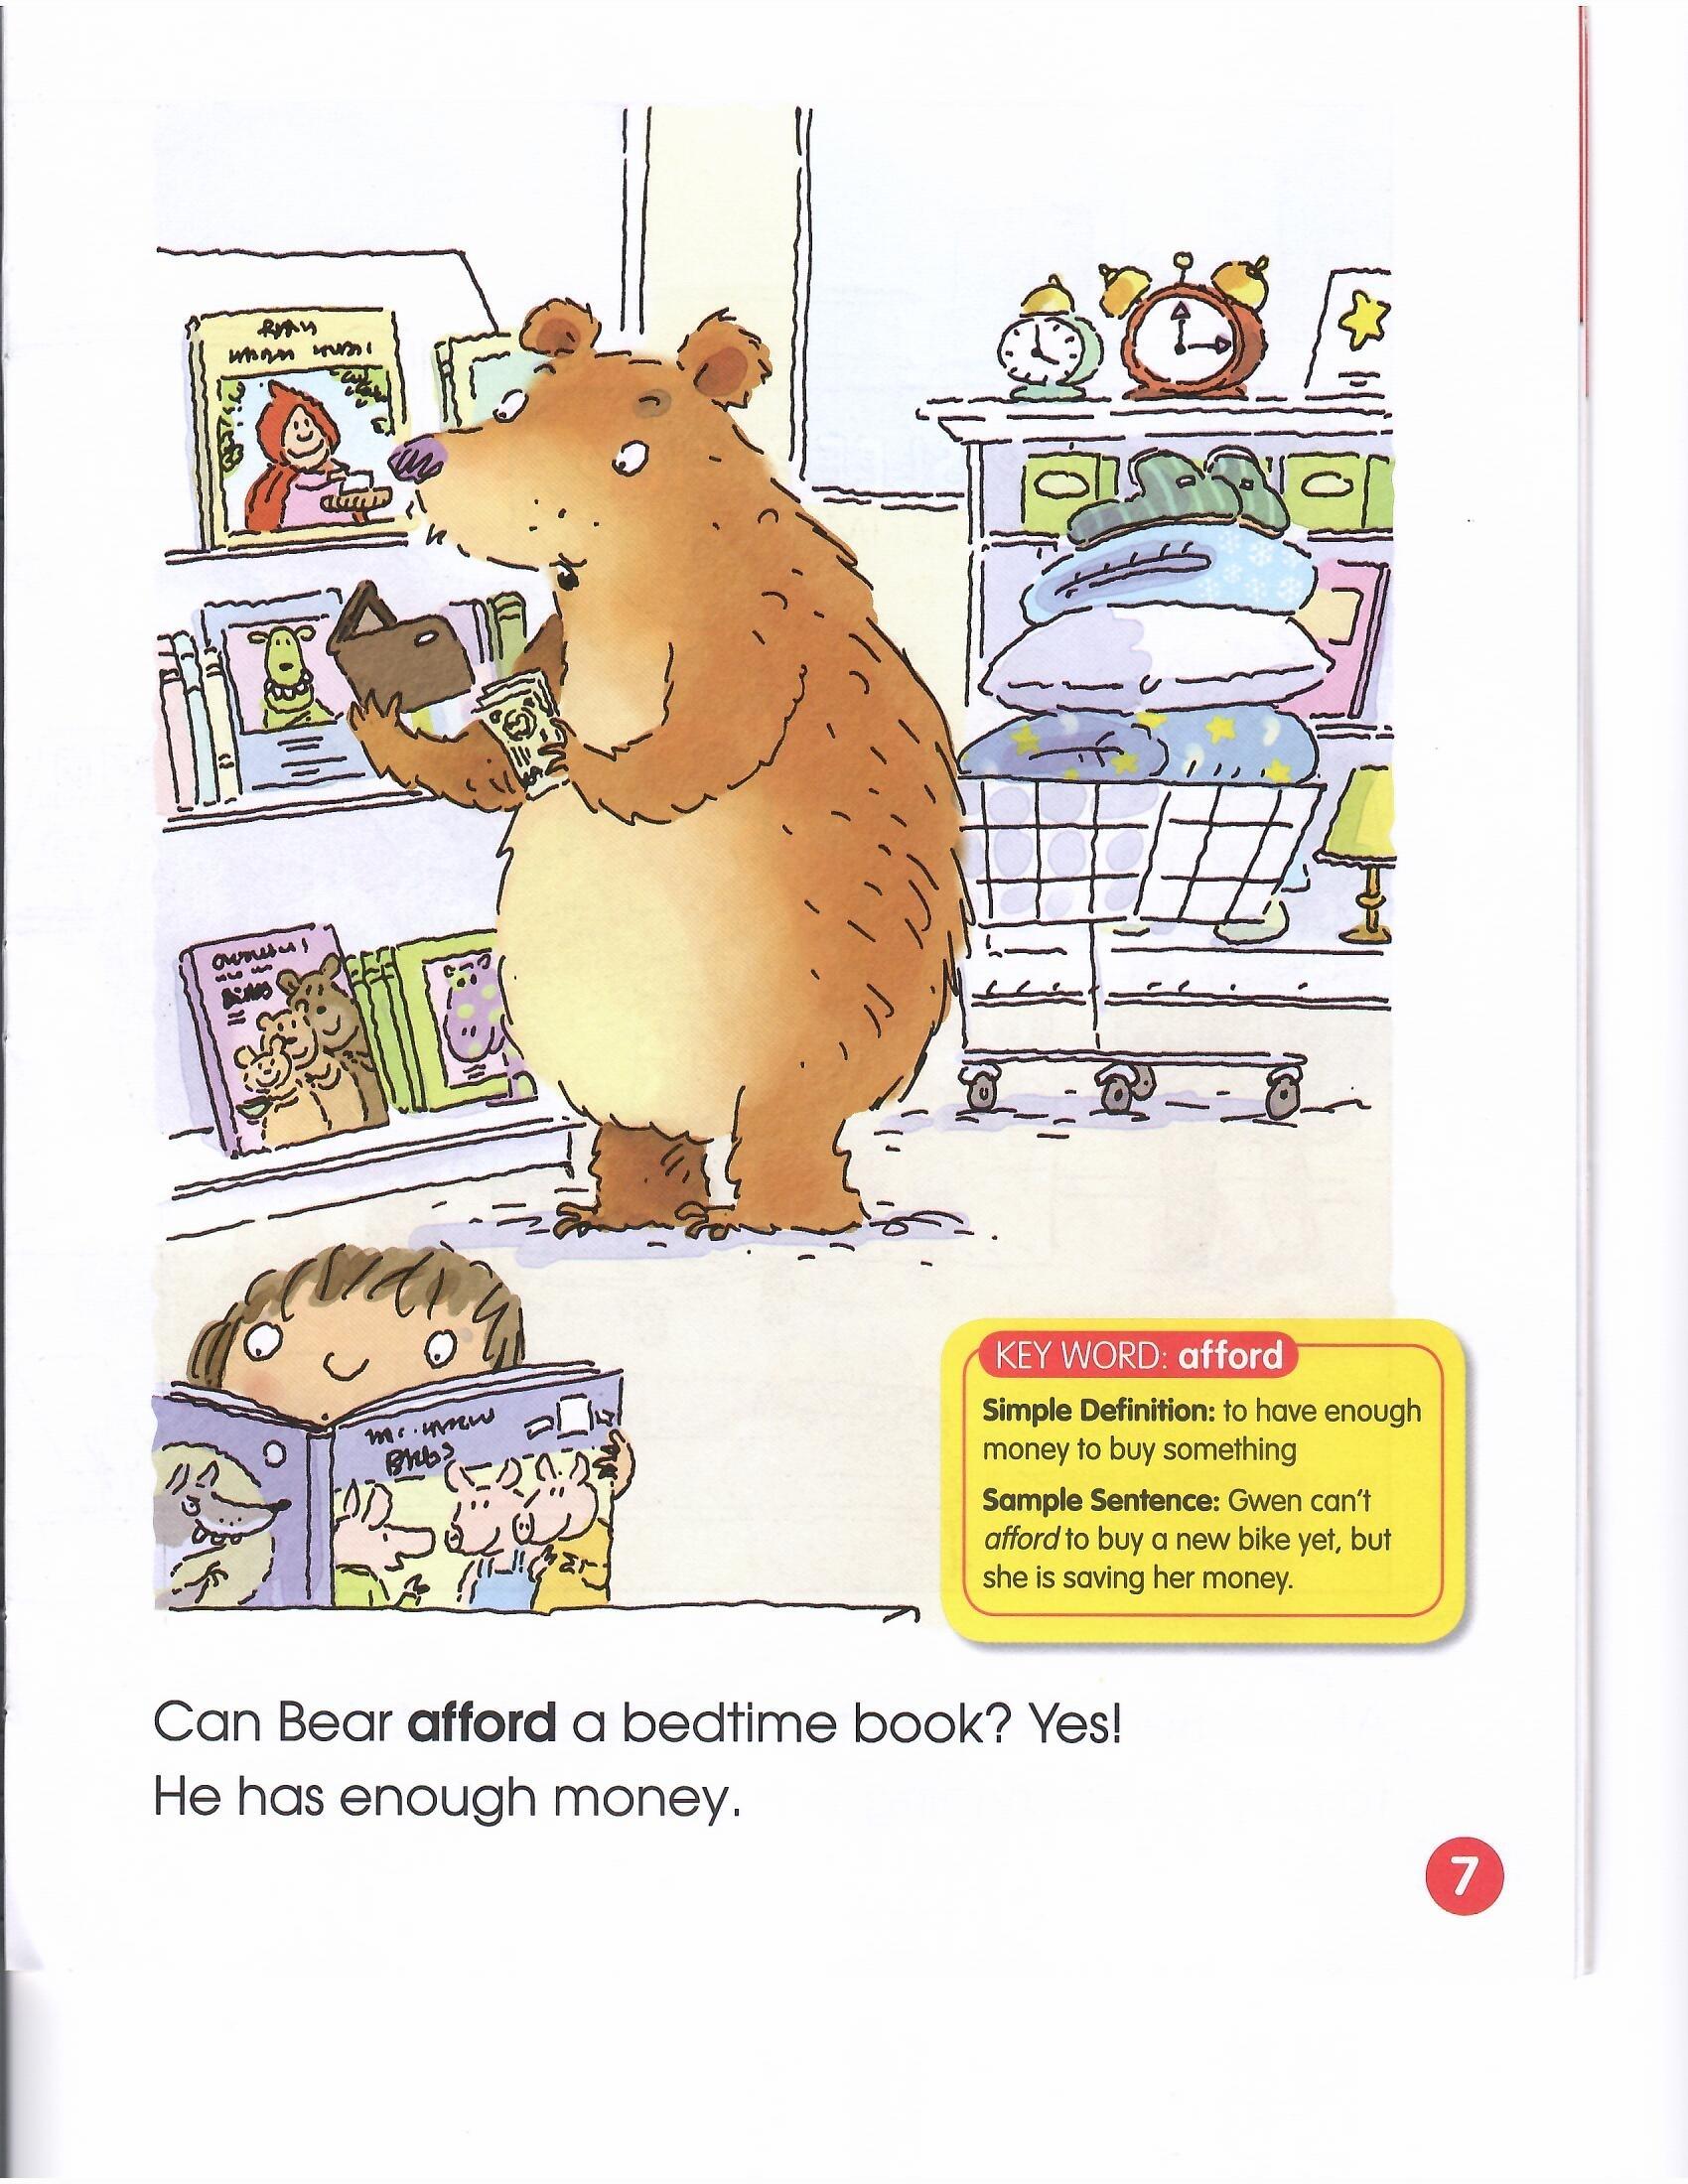 KEY WORD: afford
Simple Definition: to have enough
money to buy something
Sample Sentence: Gwen can't
afford to buy a new bike yet, but
she is saving her money.
Can Bear afford a bedtime book? Yes!
He has enough money.
7